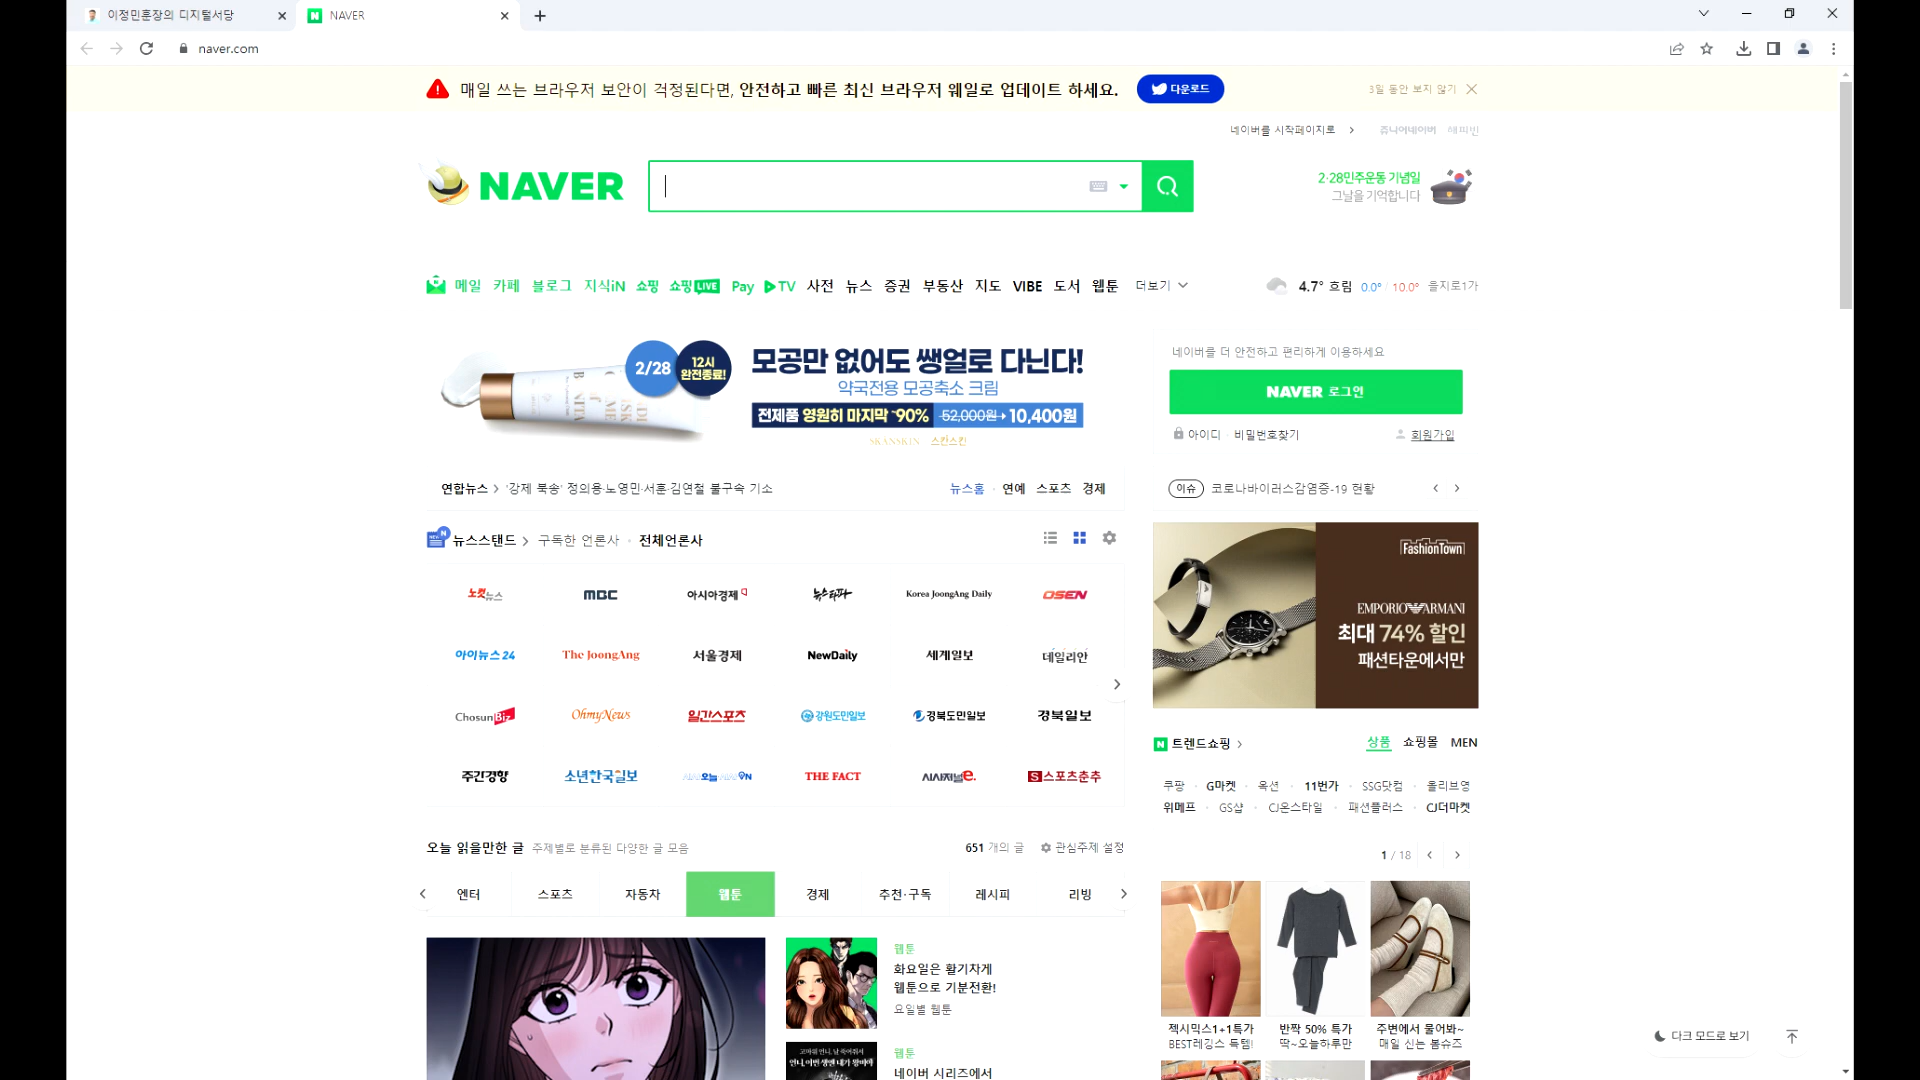 이정민훈장의 디지털서당
NAVER
naver.com
매일 쓰는 브라우저 보안이 걱정된다면, 안전하고 빠른 최신 브라우저 웨일로 업데이트 하세요.
다운로드
3일 동안 보지 않기
네이버를 시작페이지로
쥬니어네이버 해피빈
NAVER
2·28민주운동 기념일
그날을 기억합니다
메일 카페 블로그 지식iN 쇼핑 쇼핑LIVE Pay TV 사전 뉴스 증권 부동산 지도 VIBE 도서 웹툰 더보기
4.7° 흐림 0.0° / 10.0° 을지로1가
2/28
12시
완전종료!
모공만 없어도 쌩얼로 다닌다!
약국전용 모공축소 크림
전제품 영원히 마지막 ~90% 52,000원 10,400원
SKANSKIN 스킨스킨
네이버를 더 안전하고 편리하게 이용하세요
NAVER 로그인
아이디 · 비밀번호찾기
회원가입
연합뉴스 '강제 북송' 정의용·노영민·서훈·김연철 불구속 기소
뉴스홈 · 연예 스포츠 경제
이슈 코로나바이러스감염증-19 현황
뉴스스탠드 구독한 언론사 · 전체언론사
노컷뉴스 MBC 아시아경제 뉴스타파 Korea JoongAng Daily OSEN
아이뉴스24 The JoongAng 서울경제 NewDaily 세계일보 데일리안
ChosunBiz OhmyNews 일간스포츠 강원도민일보 경북도민일보 경북일보
주간경향 소년한국일보 THE FACT 시사저널e. S스포츠춘추
FashionTown
EMPORIO ARMANI
최대 74% 할인
패션타운에서만
트렌드쇼핑
상품 쇼핑몰 MEN
쿠팡 · G마켓 · 옥션 · 11번가 · SSG닷컴 · 올리브영
위메프 · GS샵 · CJ온스타일 · 패션플러스 · CJ더마켓
1 / 18
오늘 읽을만한 글 주제별로 분류된 다양한 글 모음
651 개의 글 관심주제 설정
엔터 스포츠 자동차 웹툰 경제 추천·구독 레시피 리빙
웹툰
화요일은 활기차게
웹툰으로 기분전환!
요일별 웹툰
웹툰
네이버 시리즈에서
젝시믹스1+1특가
BEST레깅스 득템!
반짝 50% 특가
딱~오늘하루만
주변에서 물어봐~
매일 신는 봄슈즈
다크 모드로 보기